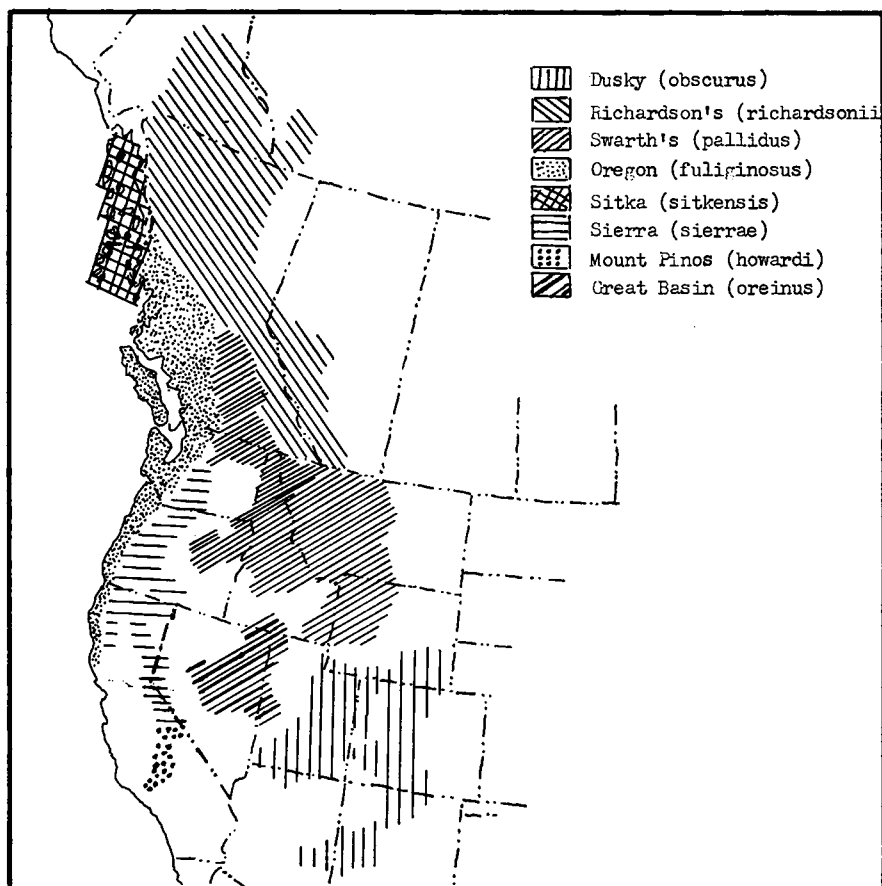 Dusky (obscurus)
Richardson's (richardsonii
Swarth's (pallidus)
Oregon (fuliginosus)
Sitka (sitkensis)
Sierra (sierrae)
Mount Pinos (howardi)
Great Basin (oreinus)